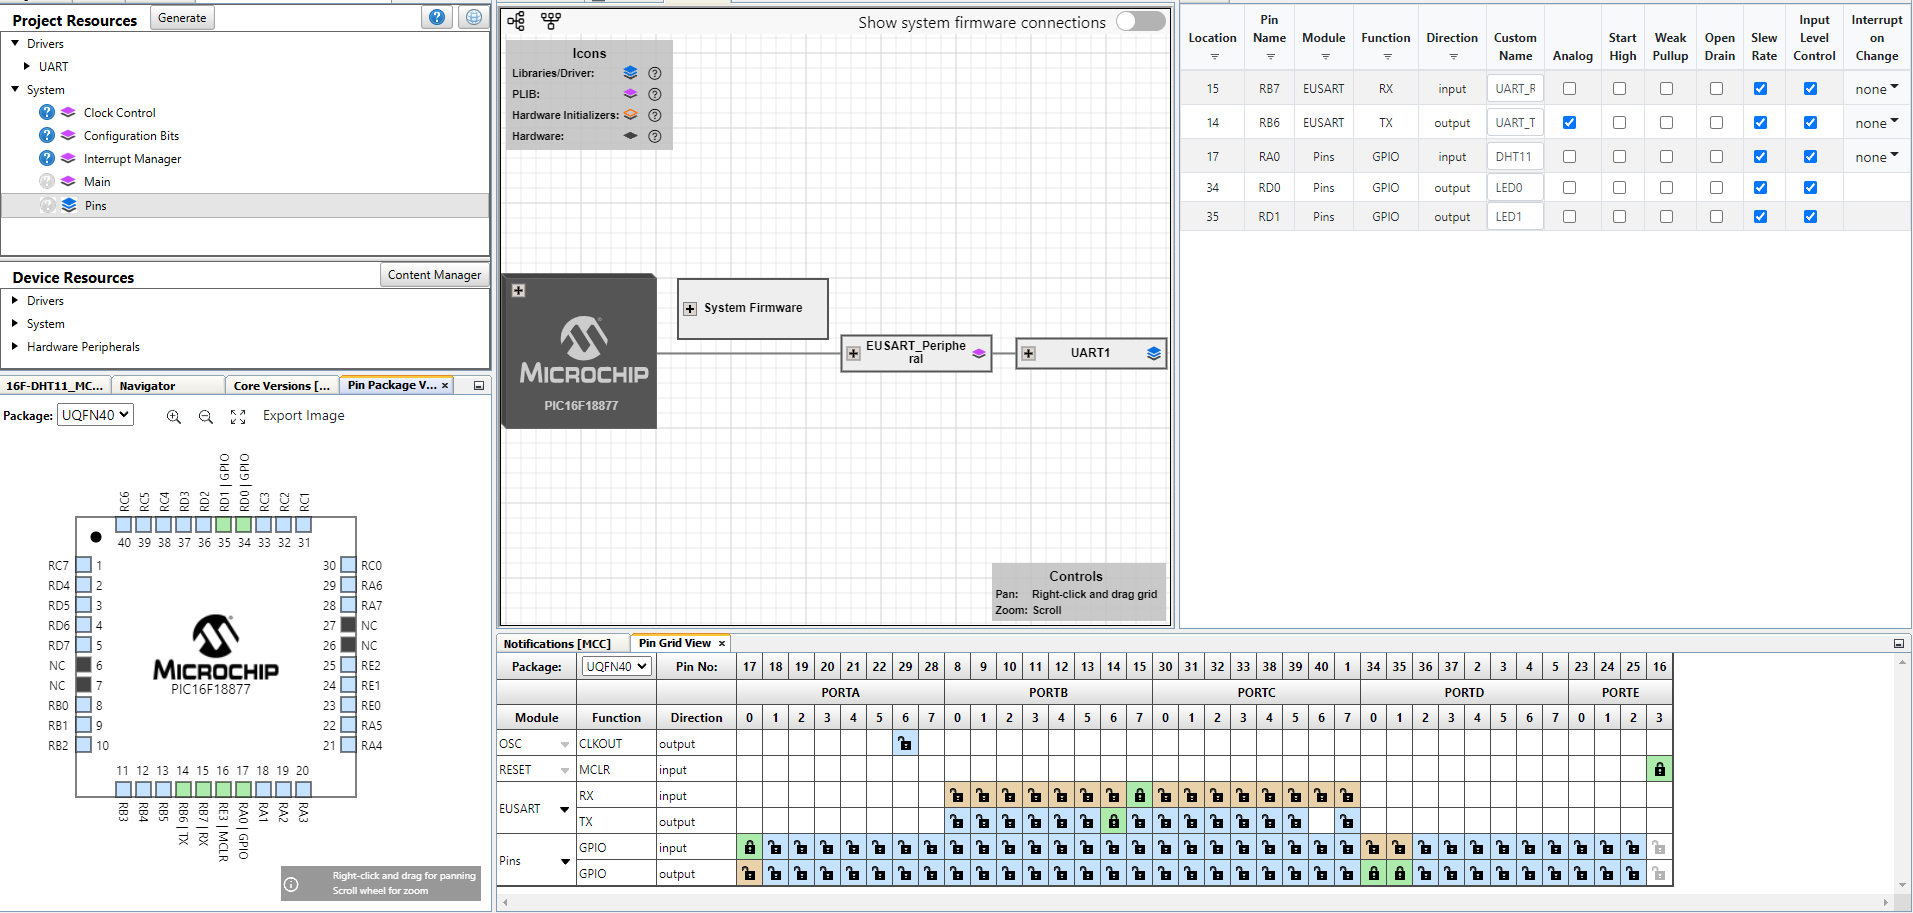 Project Resources Generate
Drivers
UART
System
Clock Control
Configuration Bits
Interrupt Manager
Main
Pins
Device Resources Content Manager
Drivers
System
Hardware Peripherals
16F-DHT11_MC... Navigator Core Versions [... Pin Package V... ×
Package: UQFN40 Export Image
RC6 RC5 RC4 RD3 RD2 RD1 | GPIO RD0 | GPIO RC3 RC2 RC1
40 39 38 37 36 35 34 33 32 31
RC7 1 30 RC0
RD4 2 29 RA6
RD5 3 28 RA7
RD6 4 27 NC
RD7 5 26 NC
NC 6 25 RE2
NC 7 24 RE1
RB0 8 23 RE0
RB1 9 22 RA5
RB2 10 21 RA4
MICROCHIP
PIC16F18877
11 12 13 14 15 16 17 18 19 20
RB3 RB4 RB5 RB6 | TX RB7 | RX RE3 | MCLR RA0 | GPIO RA1 RA2 RA3
Right-click and drag for panning
Scroll wheel for zoom
Show system firmware connections
Icons
Libraries/Driver:
PLIB:
Hardware Initializers:
Hardware:
MICROCHIP
PIC16F18877
System Firmware
EUSART_Periphe
ral
UART1
Controls
Pan: Right-click and drag grid
Zoom: Scroll
Location Pin Name Module Function Direction Custom Name Analog Start High Weak Pullup Open Drain Slew Rate Input Level Control Interrupt on Change
15 RB7 EUSART RX input UART_R none
14 RB6 EUSART TX output UART_T none
17 RA0 Pins GPIO input DHT11 none
34 RD0 Pins GPIO output LED0
35 RD1 Pins GPIO output LED1
Notifications [MCC] Pin Grid View ×
Package: UQFN40 Pin No: 17 18 19 20 21 22 29 28 8 9 10 11 12 13 14 15 30 31 32 33 38 39 40 1 34 35 36 37 2 3 4 5 23 24 25 16
PORTA PORTB PORTC PORTD PORTE
Module Function Direction 0 1 2 3 4 5 6 7 0 1 2 3 4 5 6 7 0 1 2 3 4 5 6 7 0 1 2 3 4 5 6 7 0 1 2 3
OSC CLKOUT output
RESET MCLR input
EUSART RX input
TX output
Pins GPIO input
GPIO output